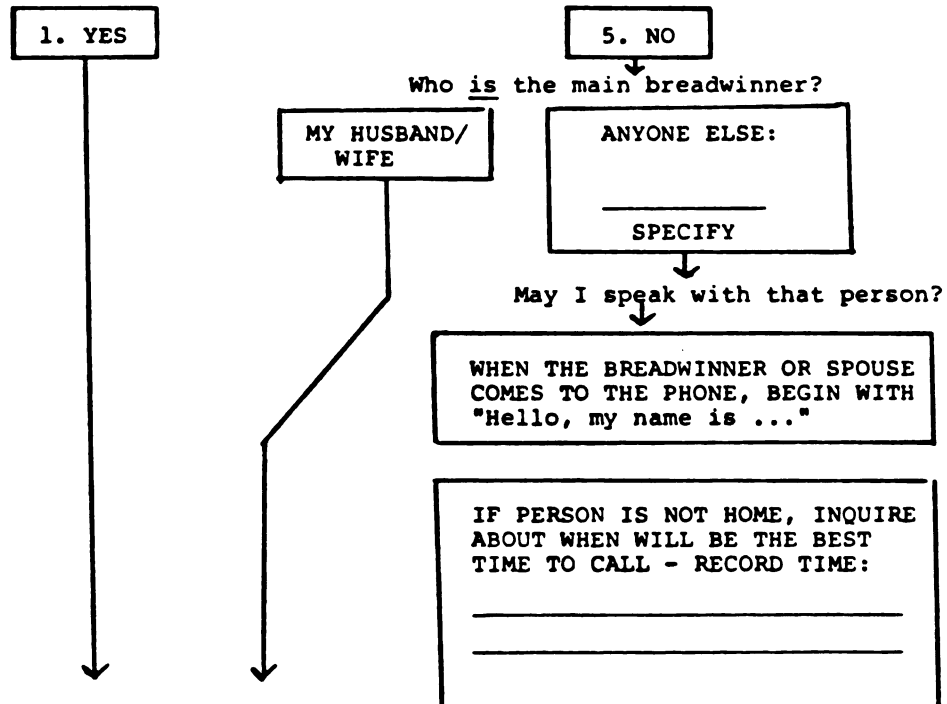 1. YES
5. NO
Who is the main breadwinner?
MY HUSBAND/
WIFE
ANYONE ELSE:
SPECIFY
May I speak with that person?
WHEN THE BREADWINNER OR SPOUSE
COMES TO THE PHONE, BEGIN WITH
"Hello, my name is ..."
IF PERSON IS NOT HOME, INQUIRE
ABOUT WHEN WILL BE THE BEST
TIME TO CALL - RECORD TIME: